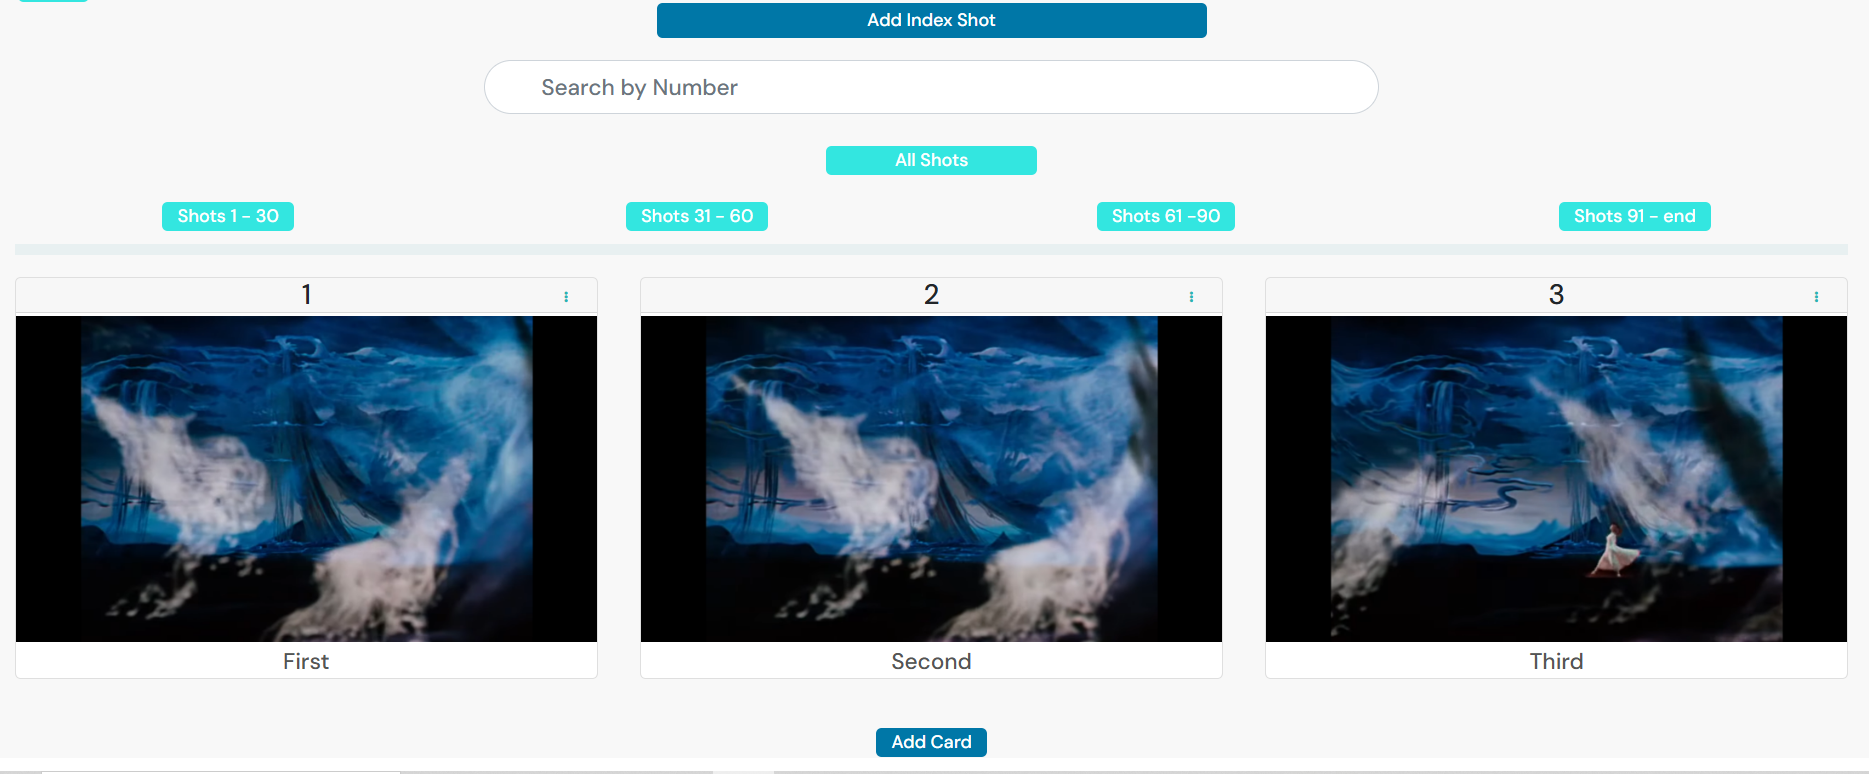 Add Index Shot
Search by Number
All Shots
Shots 1 - 30
Shots 31 - 60
Shots 61 -90
Shots 91 - end
1
2
3
First
Second
Third
Add Card